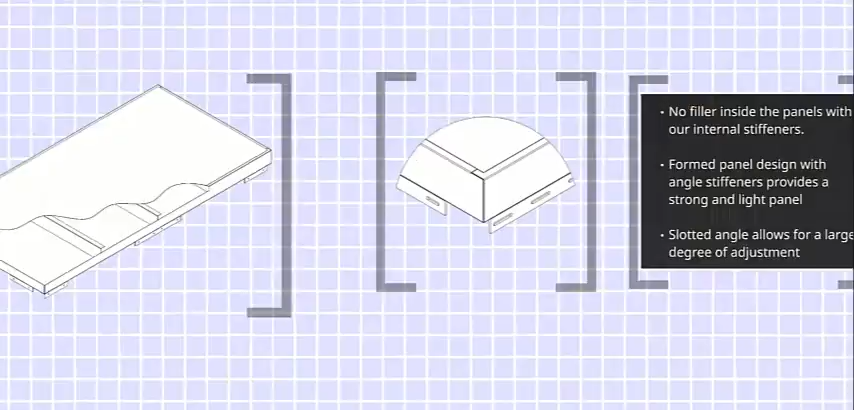 • No filler inside the panels with
our internal stiffeners.
• Formed panel design with
angle stiffeners provides a
strong and light panel
• Slotted angle allows for a large
degree of adjustment